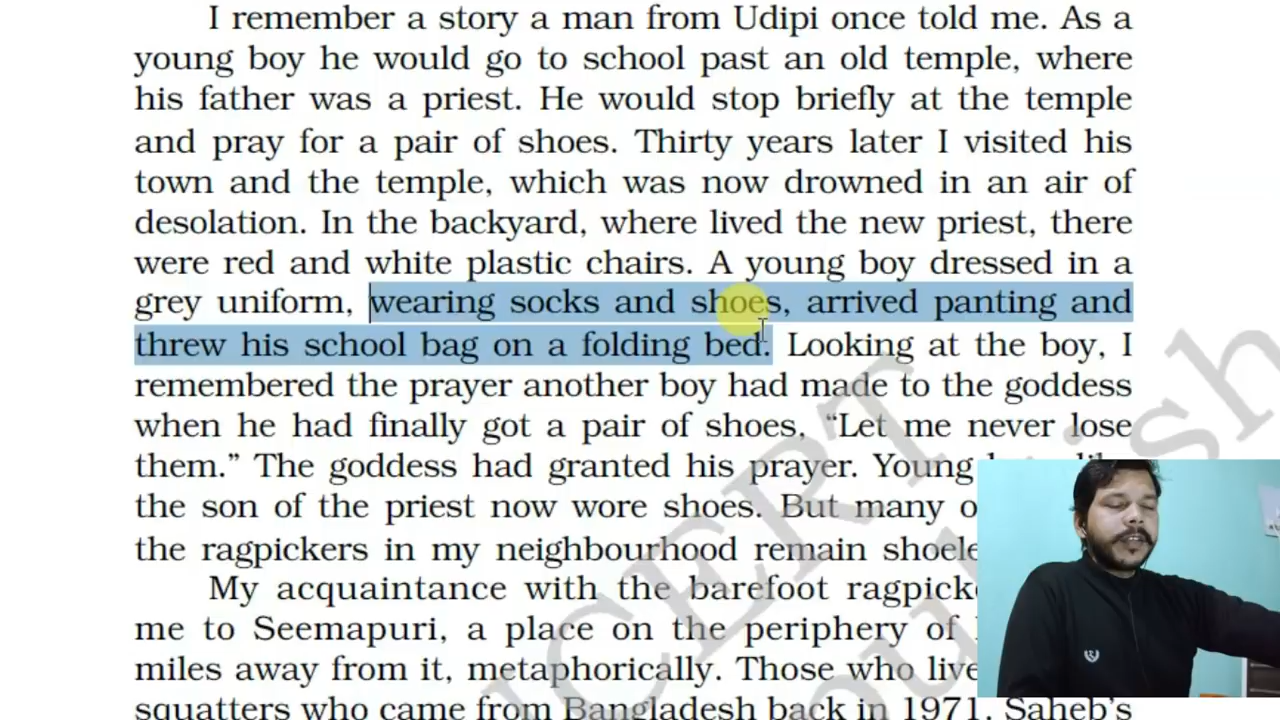 I remember a story a man from Udipi once told me. As a
young boy he would go to school past an old temple, where
his father was a priest. He would stop briefly at the temple
and pray for a pair of shoes. Thirty years later I visited his
town and the temple, which was now drowned in an air of
desolation. In the backyard, where lived the new priest, there
were red and white plastic chairs. A young boy dressed in a
grey uniform, wearing socks and shoes, arrived panting and
threw his school bag on a folding bed. Looking at the boy, I
remembered the prayer another boy had made to the goddess
when he had finally got a pair of shoes, “Let me never lose
them.” The goddess had granted his prayer. Young
the son of the priest now wore shoes. But many
the ragpickers in my neighbourhood remain
My acquaintance with the barefoot
me to Seemapuri, a place on the periphery of
miles away from it, metaphorically. Those who
squatters who came from Bangladesh back in 1971. Saheb’s